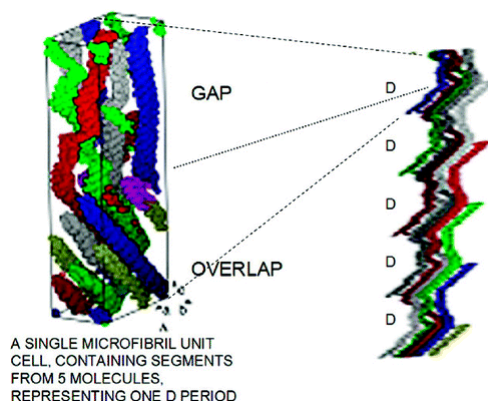 GAP
OVERLAP
D
D
D
D
D
A SINGLE MICROFIBRIL UNIT
CELL, CONTAINING SEGMENTS
FROM 5 MOLECULES,
REPRESENTING ONE D PERIOD